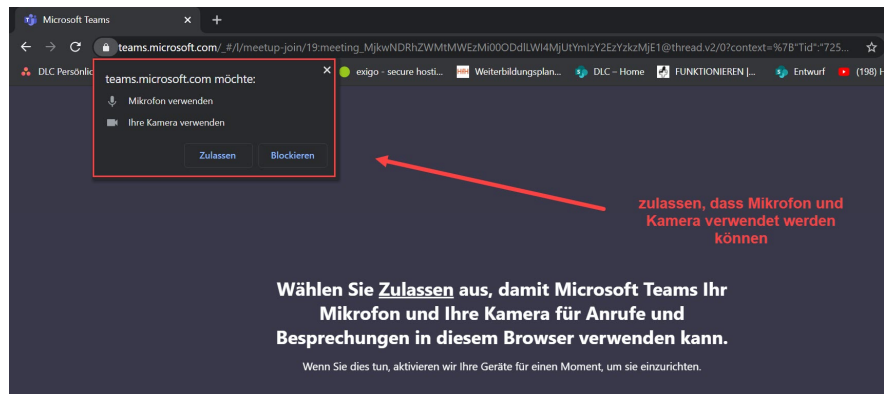 Microsoft Teams
teams.microsoft.com/_#/l/meetup-join/19:meeting_MjkwNDRhZWMtMWEzMi00ODdlLWI4MjUtYmIzY2EzYzkzMjE1@thread.v2/0?context=%7B"Tid":"725...
DLC Persönlic
exigo - secure hosti...
Weiterbildungsplan...
DLC – Home
FUNKTIONIEREN |...
Entwurf
(198) H
teams.microsoft.com möchte:
Mikrofon verwenden
Ihre Kamera verwenden
Zulassen
Blockieren
zulassen, dass Mikrofon und
Kamera verwendet werden
können
Wählen Sie Zulassen aus, damit Microsoft Teams Ihr
Mikrofon und Ihre Kamera für Anrufe und
Besprechungen in diesem Browser verwenden kann.
Wenn Sie dies tun, aktivieren wir Ihre Geräte für einen Moment, um sie einzurichten.